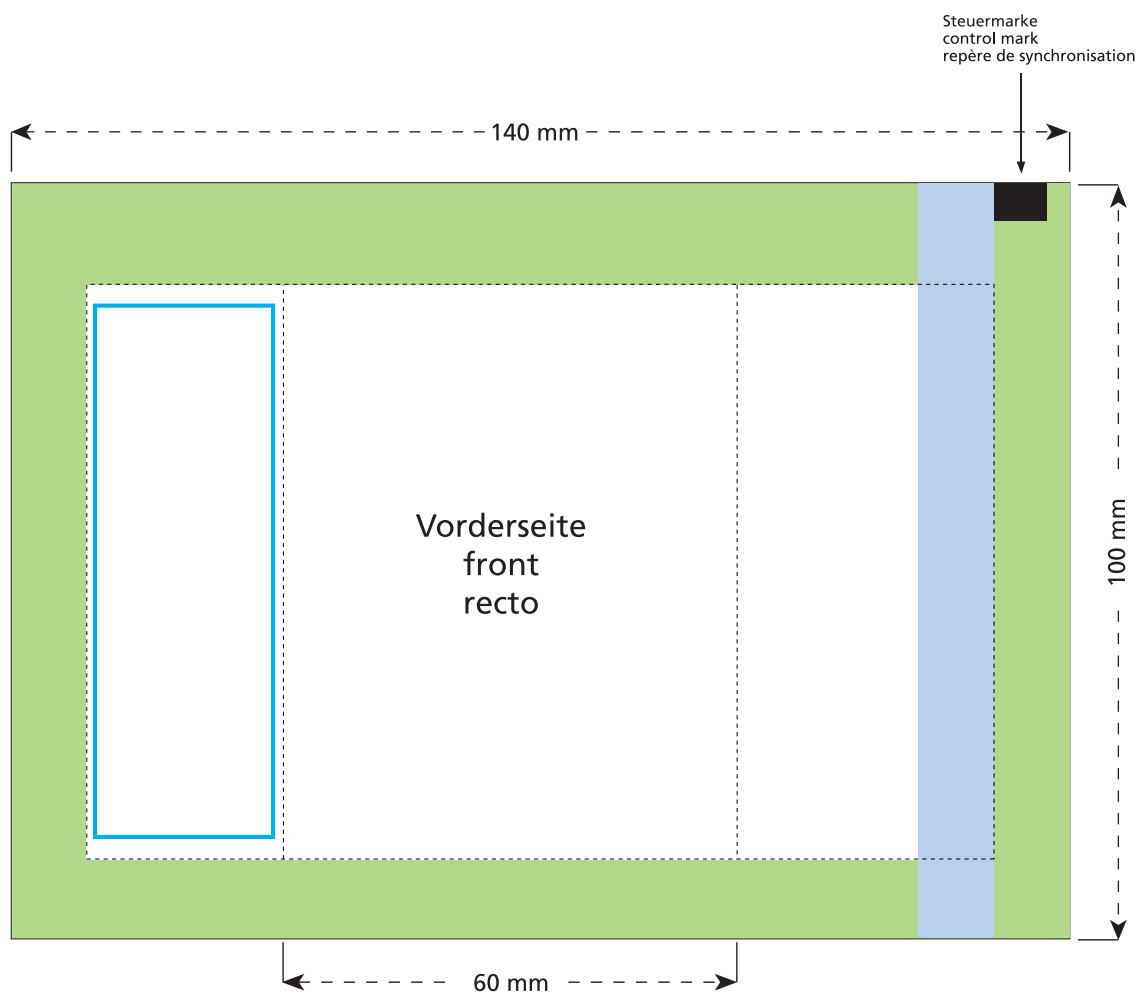 Steuermarke
control mark
repère de synchronisation
140 mm
Vorderseite
front
recto
100 mm
60 mm